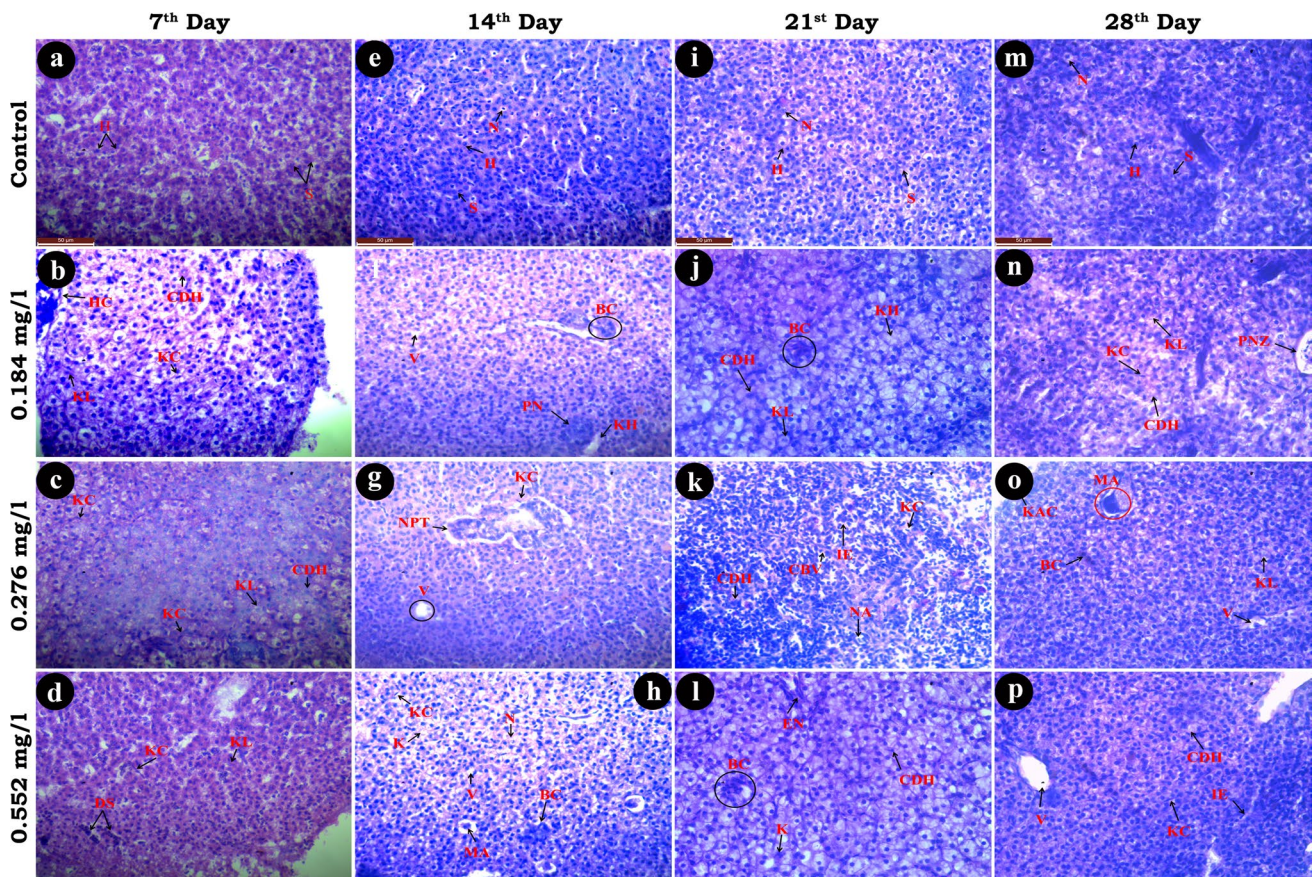 7th Day 14th Day 21st Day 28th Day
Control
a
H
S
50 µm
e
N
H
S
50 µm
i
N
H
S
50 µm
m
N
H
S
50 µm
0.184 mg/1
b
HC
CDH
KC
KL
f
BC
V
PN
KH
j
KH
BC
CDH
KL
n
KL
PNZ
KC
CDH
0.276 mg/1
c
KC
CDH
KL
KC
g
KC
NPT
V
k
KC
CBV
CDH
NA
o
MA
KAC
BC
KL
V
0.552 mg/1
d
KC
KL
DS
h
KC
N
K
V
BC
MA
l
BC
CDH
K
p
CDH
IE
KC
V